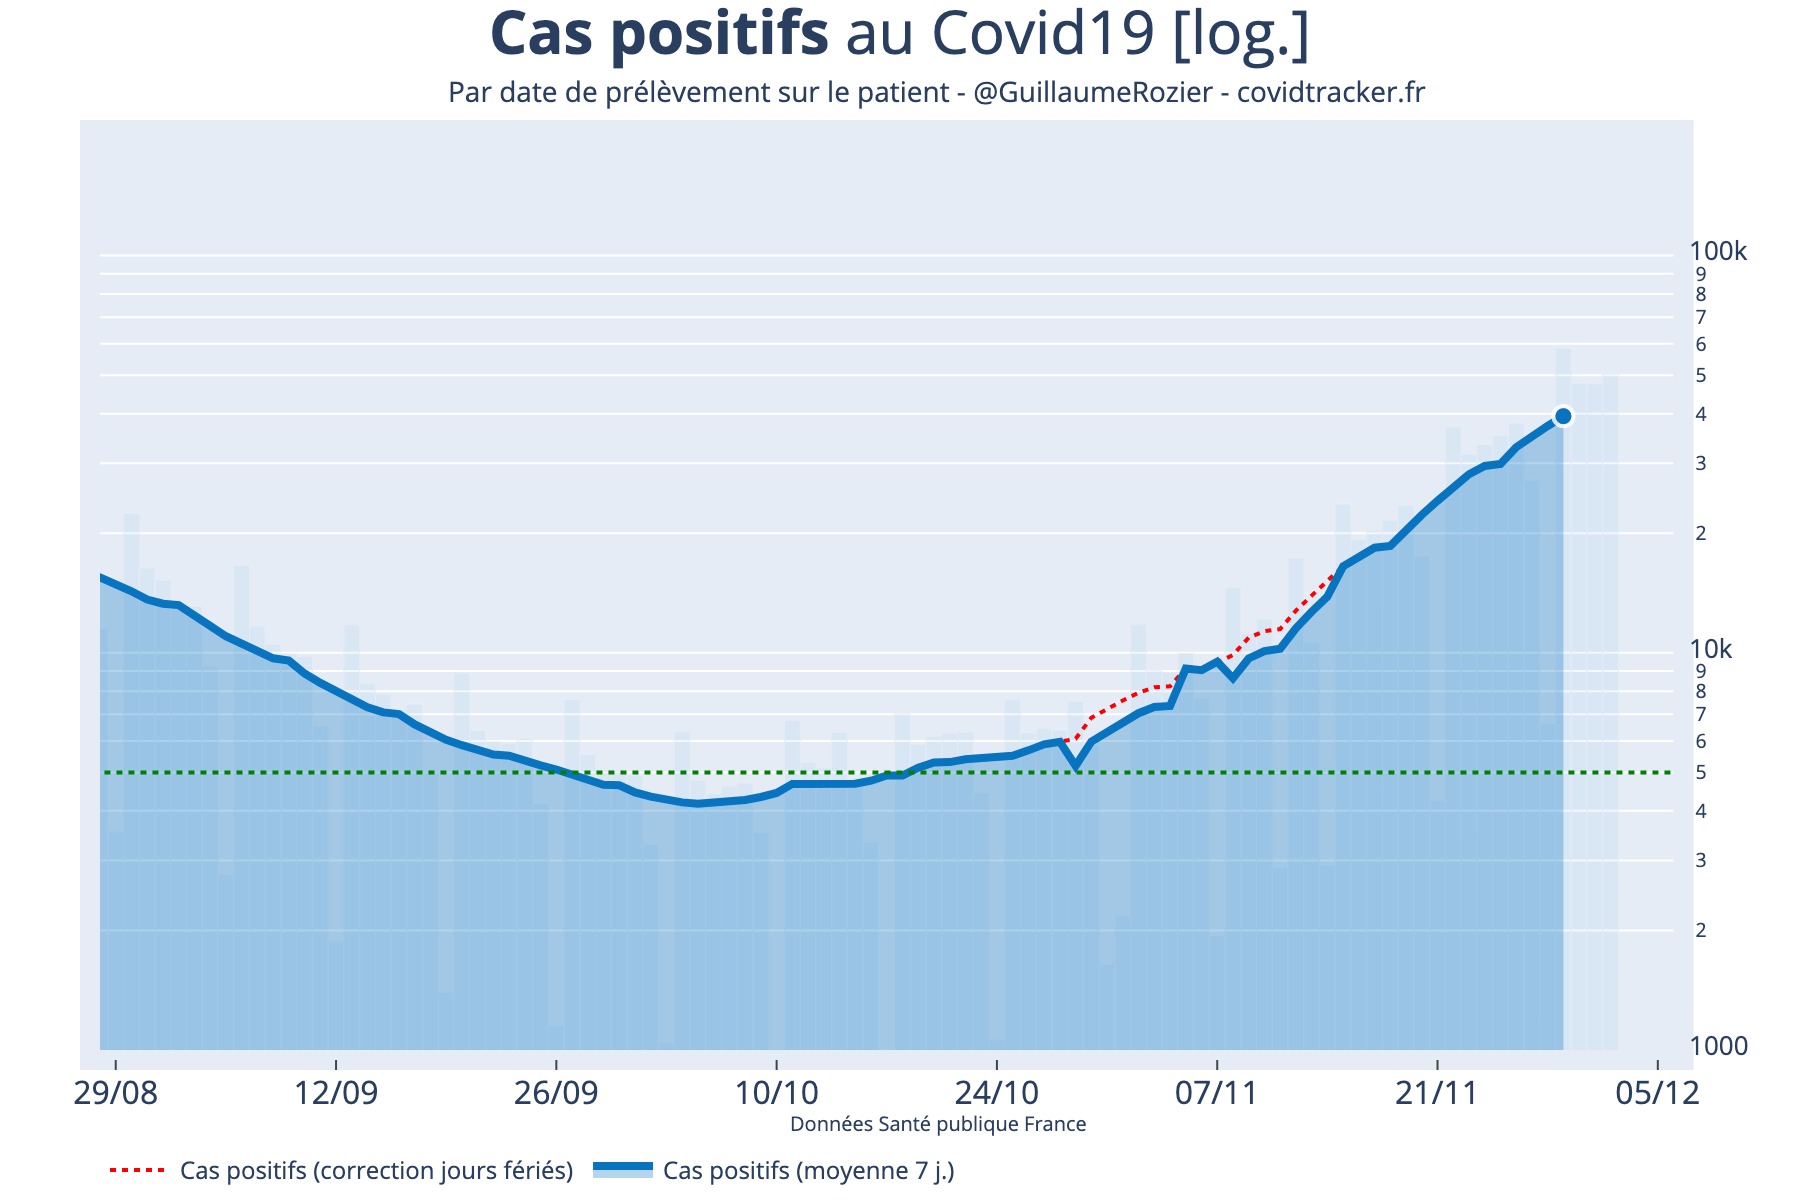 Cas positifs au Covid19 [log.]
Par date de prélèvement sur le patient - @GuillaumeRozier - covidtracker.fr
100k
9
8
7
6
5
4
3
2
10k
9
8
7
6
5
4
3
2
1000
29/08 12/09 26/09 10/10 24/10 07/11 21/11 05/12
Données Santé publique France
Cas positifs (correction jours fériés) Cas positifs (moyenne 7 j.)